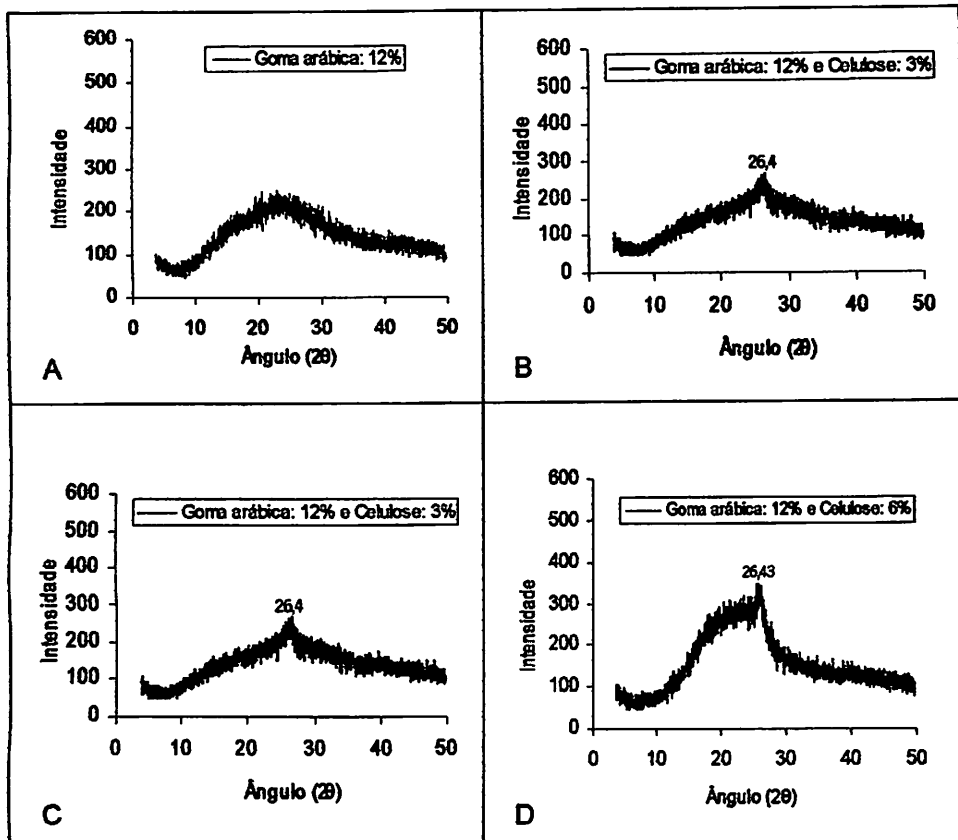 Goma arábica: 12%
600
500
400
300
200
100
0
Intensidade
0 10 20 30 40 50
Ângulo (2θ)
A
Goma arábica: 12% e Celulose: 3%
600
500
400
300
200
100
0
Intensidade
26,4
0 10 20 30 40 50
Ângulo (2θ)
B
Goma arábica: 12% e Celulose: 3%
600
500
400
300
200
100
0
Intensidade
26,4
0 10 20 30 40 50
Ângulo (2θ)
C
Goma arábica: 12% e Celulose: 6%
600
500
400
300
200
100
0
Intensidade
26,43
0 10 20 30 40 50
Ângulo (2θ)
D